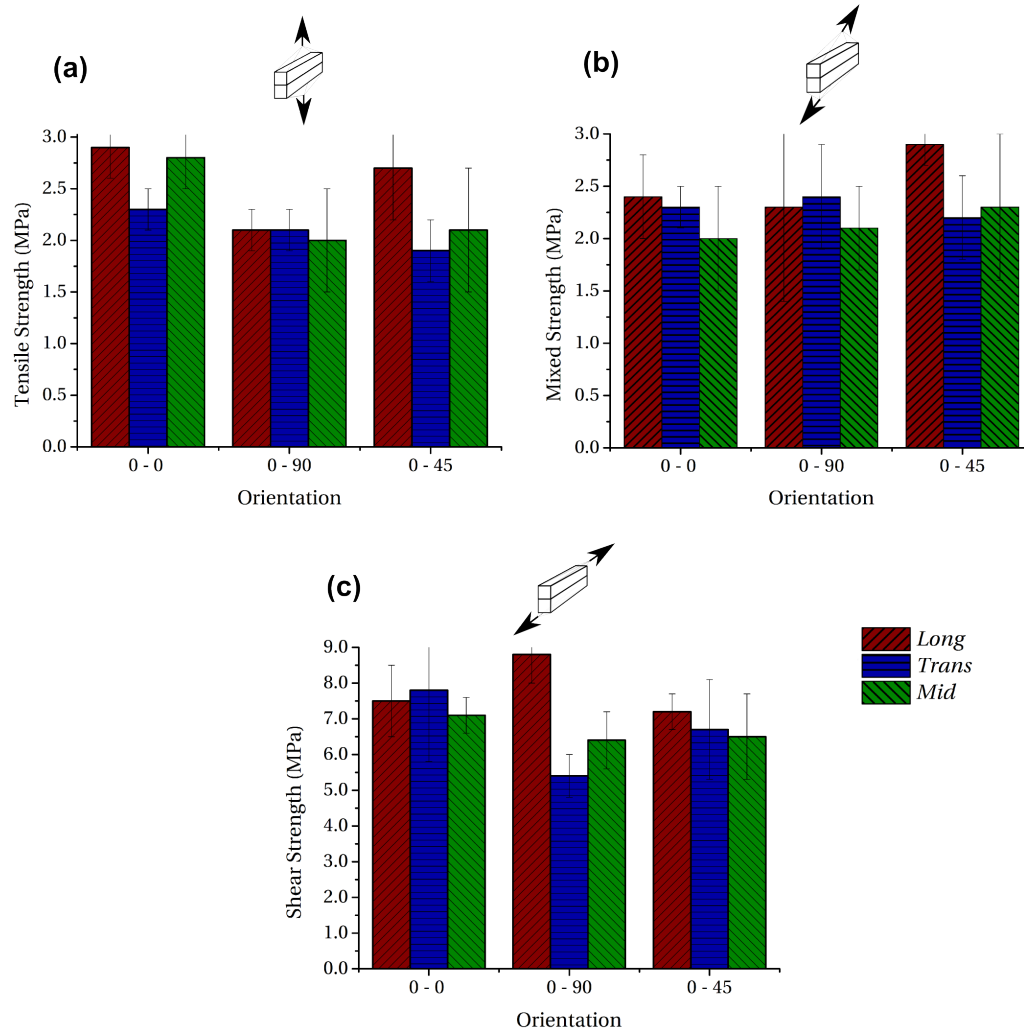 (a)
3.0
2.5
2.0
1.5
1.0
0.5
0.0
Tensile Strength (MPa)
0 - 0 0 - 90 0 - 45
Orientation
(b)
3.0
2.5
2.0
1.5
1.0
0.5
0.0
Mixed Strength (MPa)
0 - 0 0 - 90 0 - 45
Orientation
(c)
9.0
8.0
7.0
6.0
5.0
4.0
3.0
2.0
1.0
0.0
Shear Strength (MPa)
0 - 0 0 - 90 0 - 45
Orientation
Long
Trans
Mid